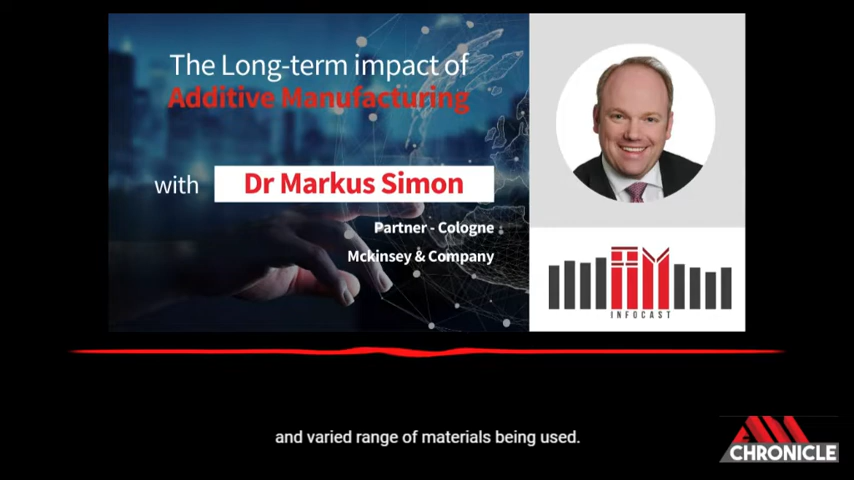 The Long-term impact of
Additive Manufacturing
with Dr Markus Simon
Partner - Cologne
Mckinsey & Company
INFOCAST
and varied range of materials being used.
AM
CHRONICLE